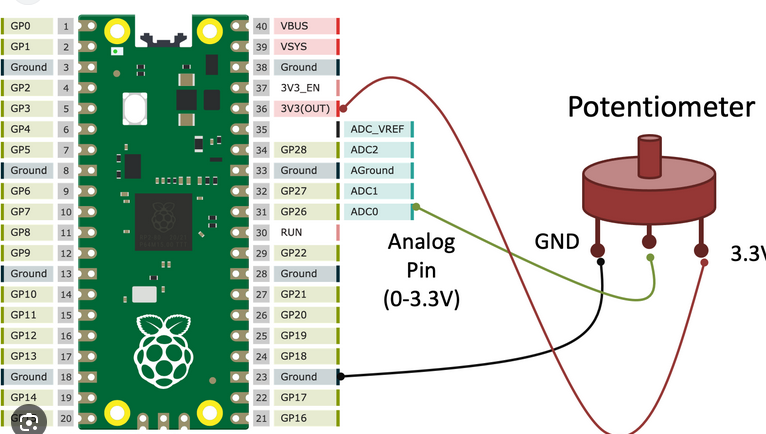 GP0 1 40 VBUS
GP1 2 39 VSYS
Ground 3 38 Ground
GP2 4 37 3V3_EN
GP3 5 36 3V3(OUT)
GP4 6 35 ADC_VREF
GP5 7 34 GP28 ADC2
Ground 8 33 Ground AGround
GP6 9 32 GP27 ADC1
GP7 10 31 GP26 ADC0
GP8 11 30 RUN
GP9 12 29 GP22
Ground 13 28 Ground
GP10 14 27 GP21
GP11 15 26 GP20
GP12 16 25 GP19
GP13 17 24 GP18
Ground 18 23 Ground
GP14 19 22 GP17
20 21 GP16
Potentiometer
GND
3.3V
Analog
Pin
(0-3.3V)